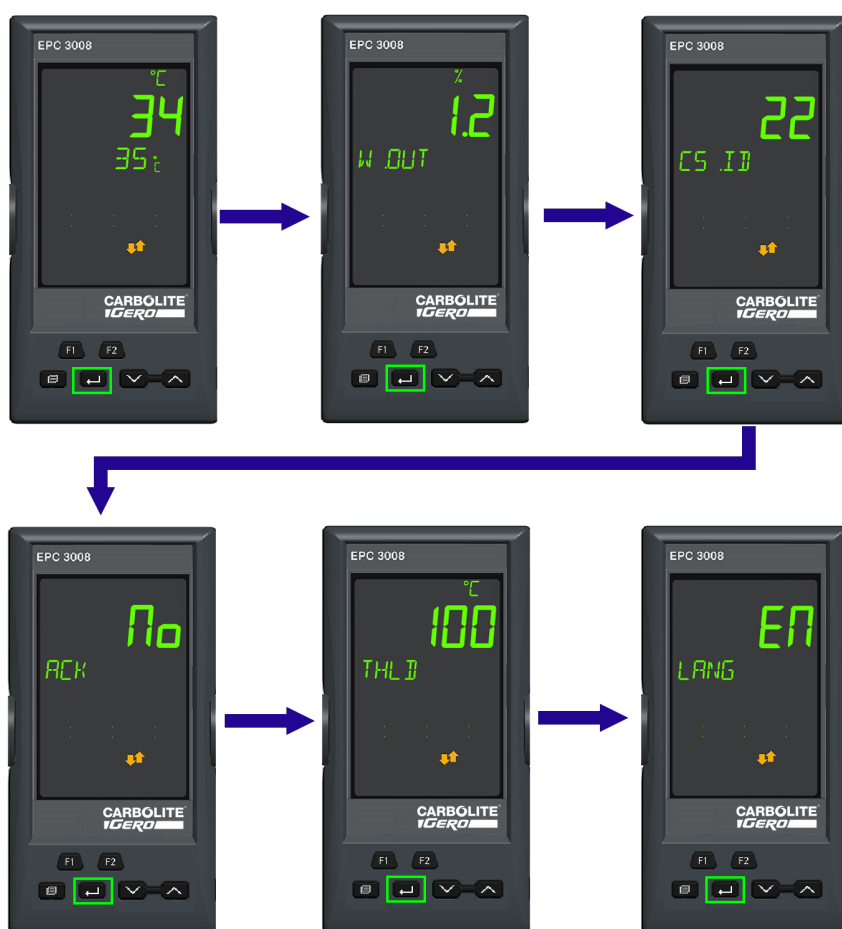 EPC 3008
°C
34
35 °C
CARBOLITE
GERO
F1 F2
EPC 3008
%
1.2
W.OUT
CARBOLITE
GERO
F1 F2
EPC 3008
22
CS.ID
CARBOLITE
GERO
F1 F2
EPC 3008
No
ACK
CARBOLITE
GERO
F1 F2
EPC 3008
°C
100
THLD
CARBOLITE
GERO
F1 F2
EPC 3008
EN
LANG
CARBOLITE
GERO
F1 F2